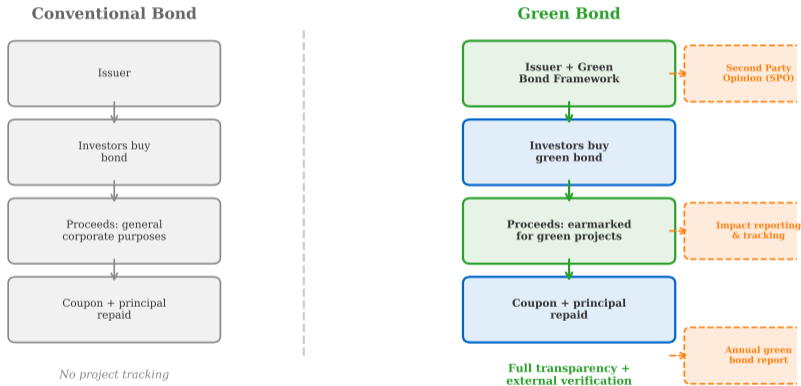 Conventional Bond
Issuer
Investors buy
bond
Proceeds: general
corporate purposes
Coupon + principal
repaid
No project tracking
Green Bond
Issuer + Green
Bond Framework
Second Party
Opinion (SPO)
Investors buy
green bond
Proceeds: earmarked
for green projects
Impact reporting
& tracking
Coupon + principal
repaid
Annual green
bond report
Full transparency +
external verification